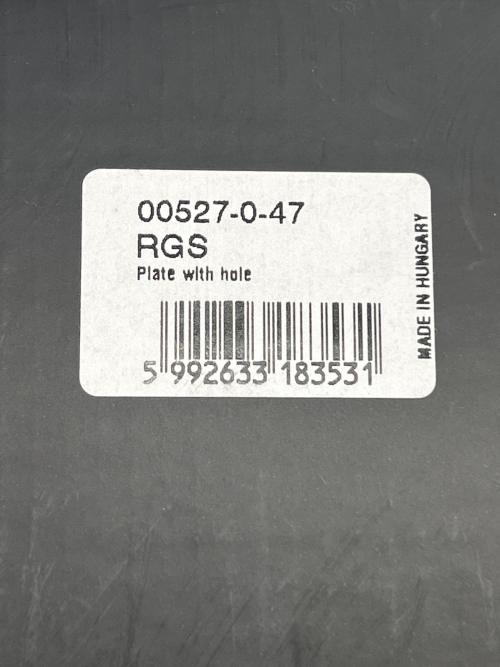 00527-0-47
RGS
Plate with hole
5 992633 183531
MADE IN HUNGARY